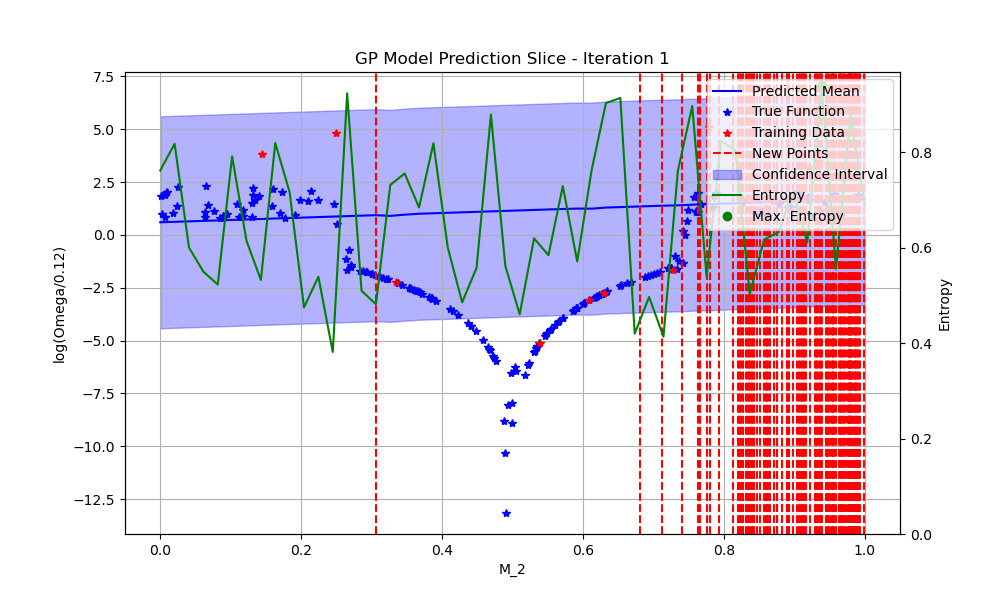 GP Model Prediction Slice - Iteration 1
Predicted Mean
True Function
Training Data
New Points
Confidence Interval
Entropy
Max. Entropy
7.5
5.0
2.5
0.0
−2.5
−5.0
−7.5
−10.0
−12.5
log(Omega/0.12)
0.8
0.6
0.4
0.2
0.0
Entropy
0.0
0.2
0.4
0.6
0.8
1.0
M_2